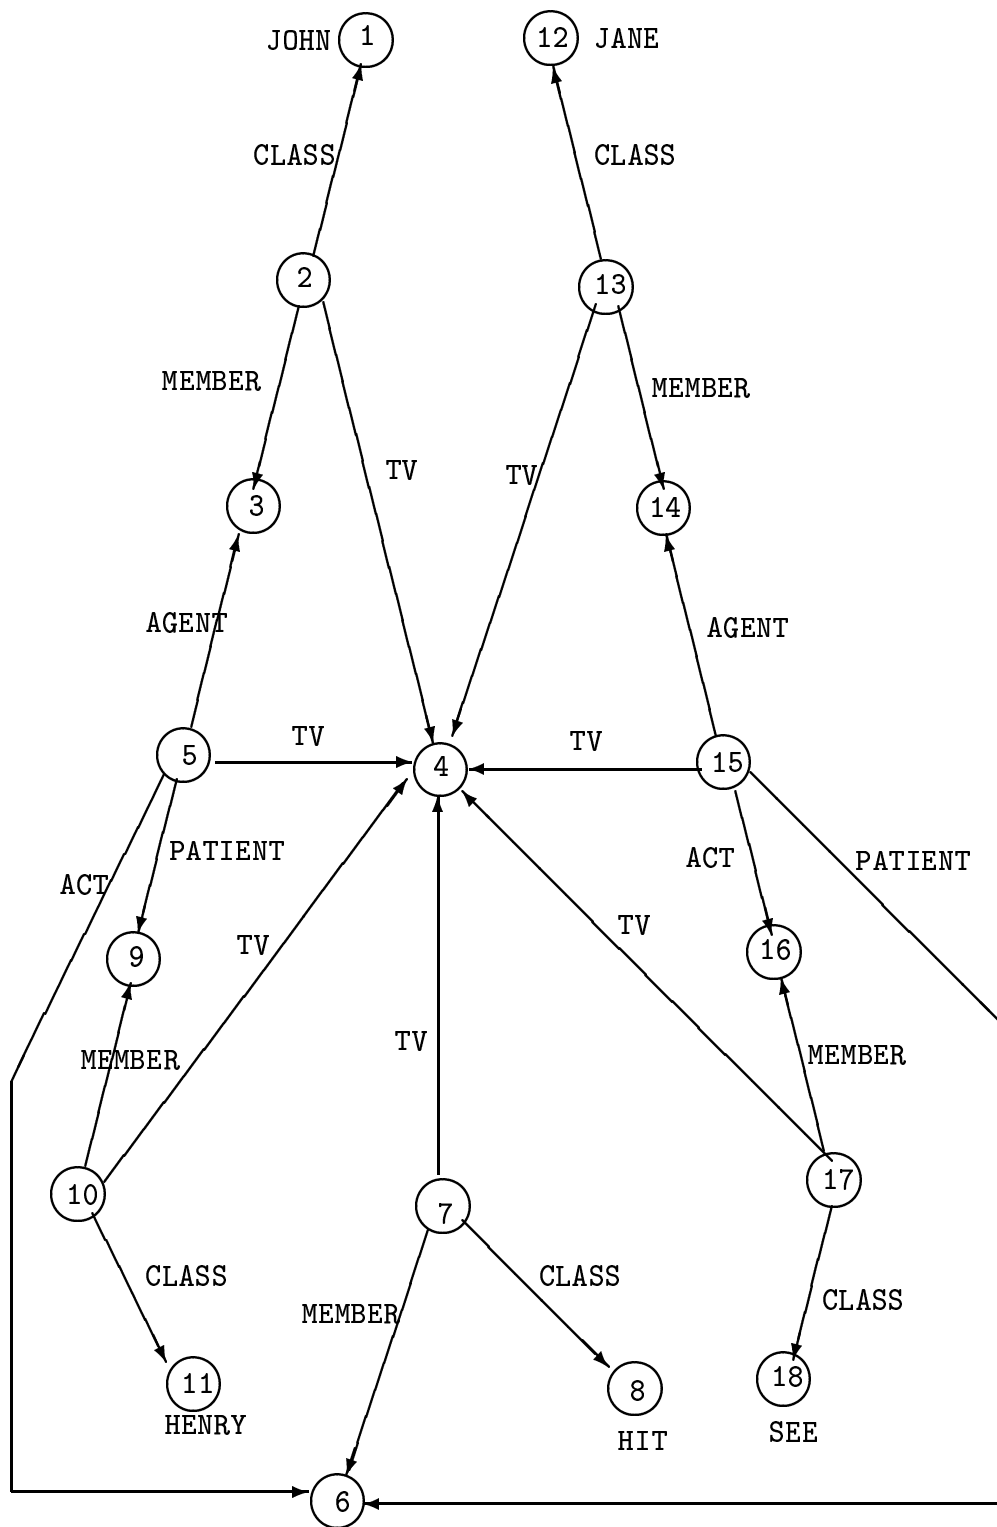 JOHN 1 12 JANE
CLASS CLASS
2 13
MEMBER MEMBER
TV TV
3 14
AGENT AGENT
TV TV
5 4 15
PATIENT ACT PATIENT
ACT
TV
9 TV 16
TV
MEMBER MEMBER
10 7 17
CLASS CLASS
MEMBER CLASS
11 8 18
HENRY SEE
HIT
6